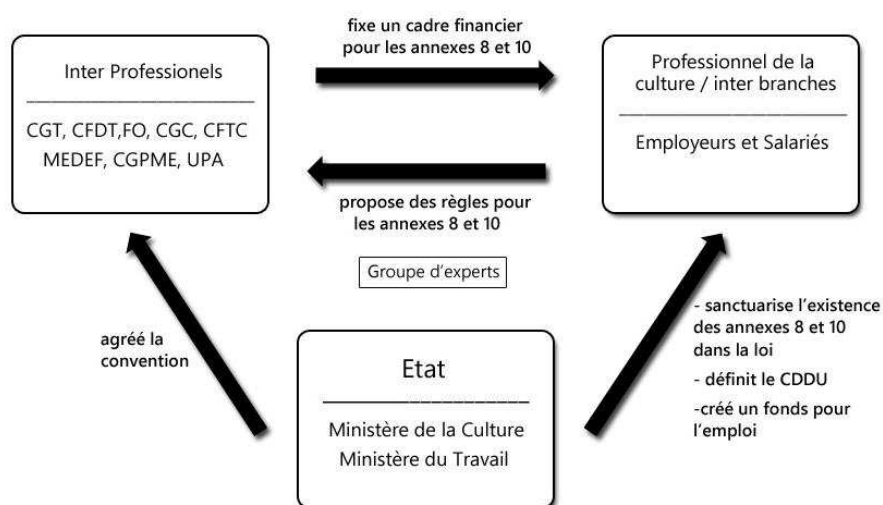 fixe un cadre financier
pour les annexes 8 et 10
Inter Professionels
CGT, CFDT,FO, CGC, CFTC
MEDEF, CGPME, UPA
Professionnel de la
culture / inter branches
Employeurs et Salariés
propose des règles pour
les annexes 8 et 10
Groupe d'experts
agréé la
convention
Etat
Ministère de la Culture
Ministère du Travail
- sanctuarise l'existence
des annexes 8 et 10
dans la loi
- définit le CDDU
-créé un fonds pour
l'emploi